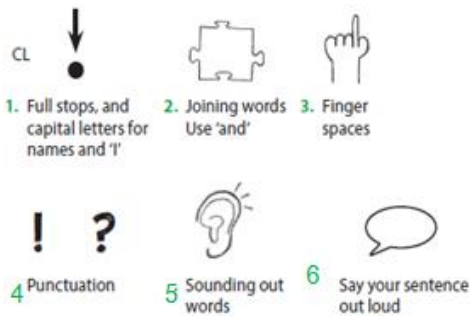 CL
1. Full stops, and
capital letters for
names and 'I'
2. Joining words
Use 'and'
3. Finger
spaces
! ?
4 Punctuation
5 Sounding out
words
6 Say your sentence
out loud